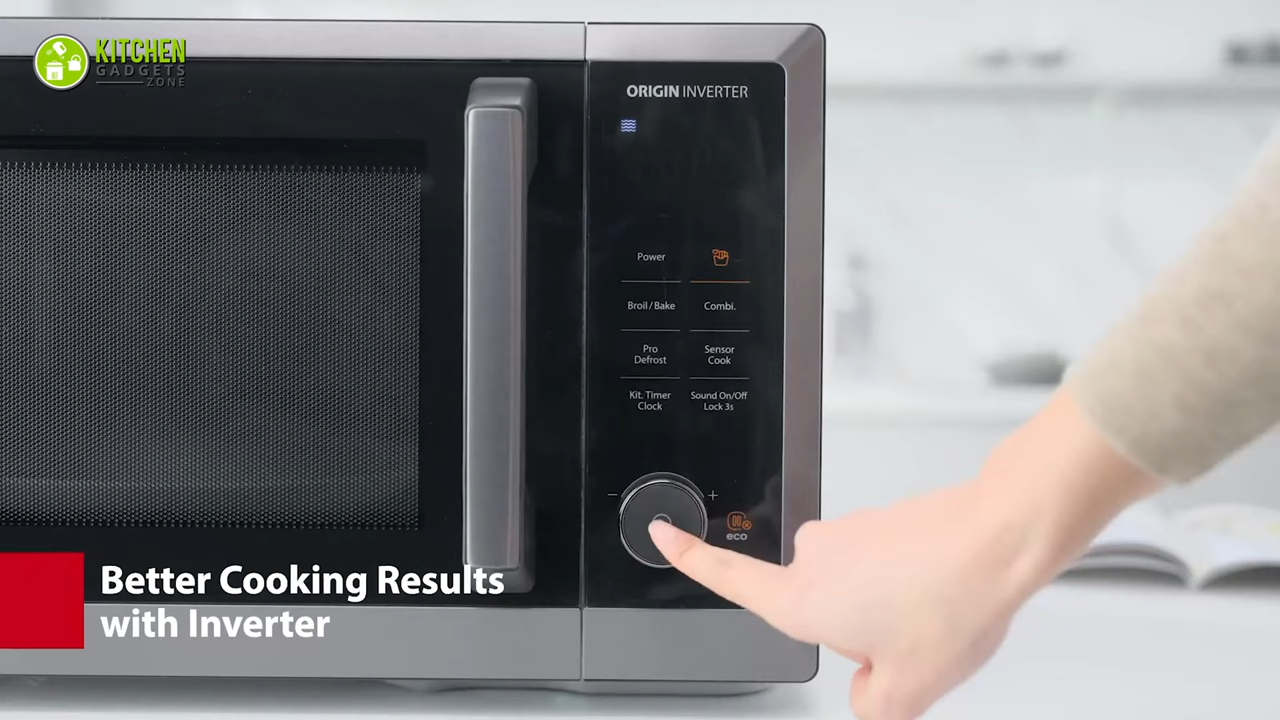 KITCHEN
GADGETS
ZONE
ORIGIN INVERTER
Power
Broil/Bake
Combi.
Pro
Defrost
Sensor
Cook
Kit. Timer
Clock
Sound On/Off
Lock 3s
− +
eco
Better Cooking Results
with Inverter